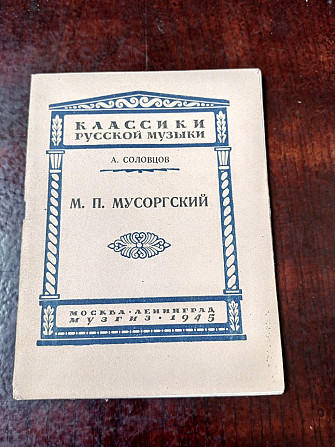 КЛАССИКИ
РУССКОЙ МУЗЫКИ
А. СОЛОВЦОВ
М. П. МУСОРГСКИЙ
МОСКВА • ЛЕНИНГРАД
МУЗГИЗ • 1945